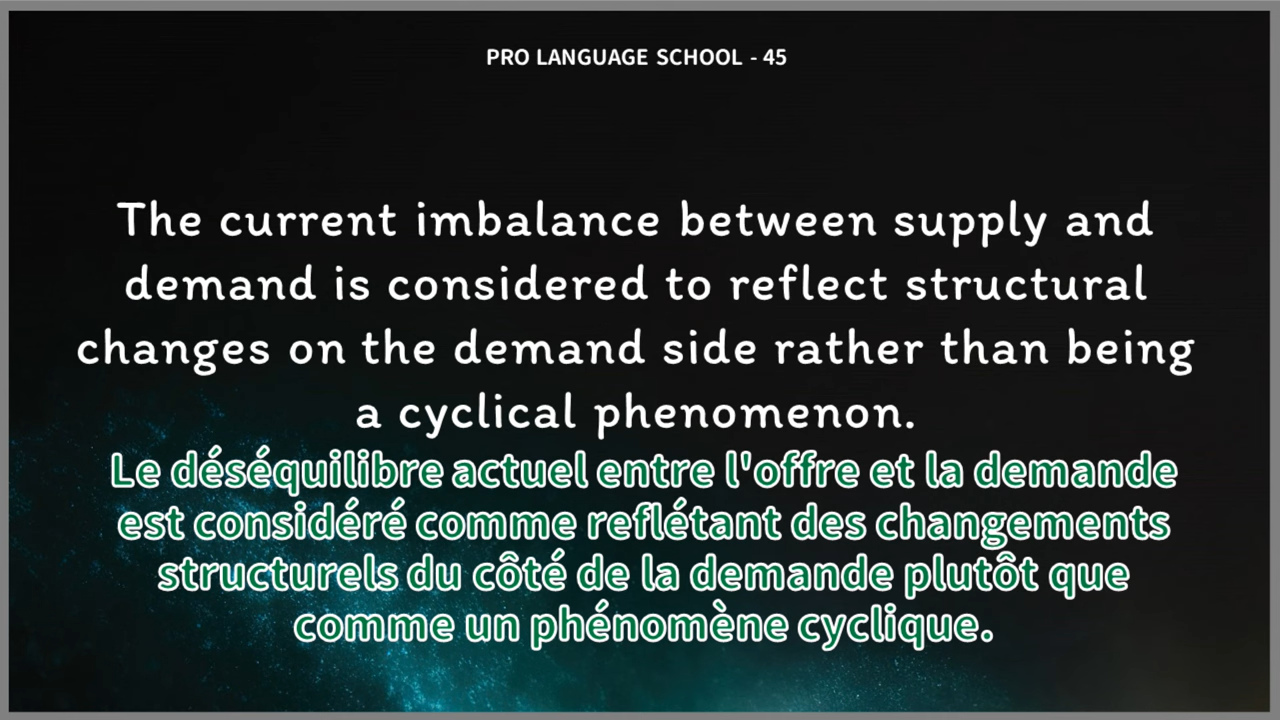 PRO LANGUAGE SCHOOL - 45
The current imbalance between supply and
demand is considered to reflect structural
changes on the demand side rather than being
a cyclical phenomenon.
Le déséquilibre actuel entre l'offre et la demande
est considéré comme reflétant des changements
structurels du côté de la demande plutôt que
comme un phénomène cyclique.